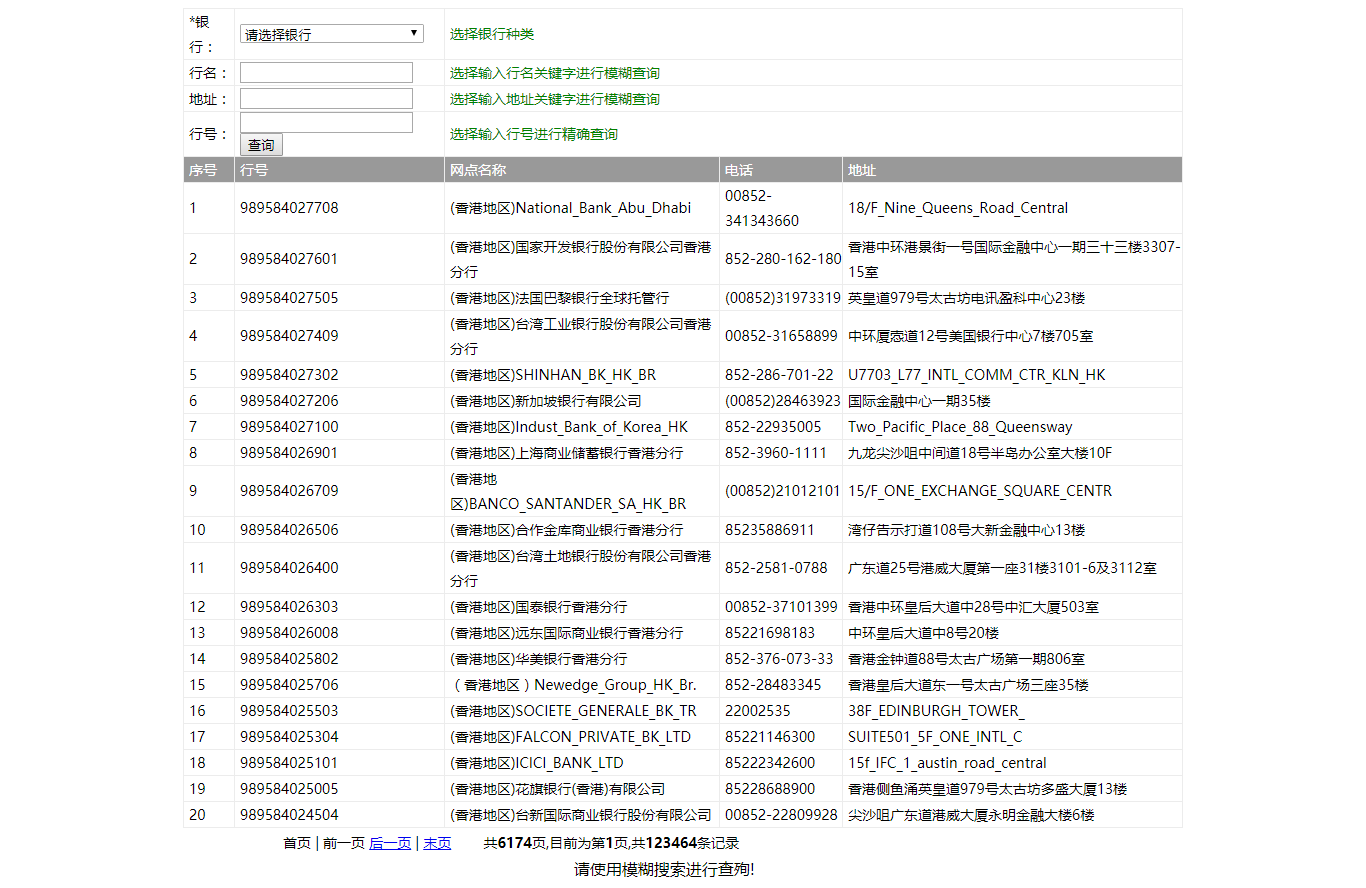 *银
行：
请选择银行
选择银行种类
行名：
选择输入行名关键字进行模糊查询
地址：
选择输入地址关键字进行模糊查询
行号：
选择输入行号进行精确查询
查询
序号 行号 网点名称 电话 地址
1 989584027708 (香港地区)National_Bank_Abu_Dhabi 00852-
341343660 18/F_Nine_Queens_Road_Central
2 989584027601 (香港地区)国家开发银行股份有限公司香港
分行 852-280-162-180 香港中环港景街一号国际金融中心一期三十三楼3307-
15室
3 989584027505 (香港地区)法国巴黎银行全球托管行 (00852)31973319 英皇道979号太古坊电讯盈科中心23楼
4 989584027409 (香港地区)台湾工业银行股份有限公司香港
分行 00852-31658899 中环厦悫道12号美国银行中心7楼705室
5 989584027302 (香港地区)SHINHAN_BK_HK_BR 852-286-701-22 U7703_L77_INTL_COMM_CTR_KLN_HK
6 989584027206 (香港地区)新加坡银行有限公司 (00852)28463923 国际金融中心一期35楼
7 989584027100 (香港地区)Indust_Bank_of_Korea_HK 852-22935005 Two_Pacific_Place_88_Queensway
8 989584026901 (香港地区)上海商业储蓄银行香港分行 852-3960-1111 九龙尖沙咀中间道18号半岛办公室大楼10F
9 989584026709 (香港地
区)BANCO_SANTANDER_SA_HK_BR (00852)21012101 15/F_ONE_EXCHANGE_SQUARE_CENTR
10 989584026506 (香港地区)合作金库商业银行香港分行 85235886911 湾仔告示打道108号大新金融中心13楼
11 989584026400 (香港地区)台湾土地银行股份有限公司香港
分行 852-2581-0788 广东道25号港威大厦第一座31楼3101-6及3112室
12 989584026303 (香港地区)国泰银行香港分行 00852-37101399 香港中环皇后大道中28号中汇大厦503室
13 989584026008 (香港地区)远东国际商业银行香港分行 85221698183 中环皇后大道中8号20楼
14 989584025802 (香港地区)华美银行香港分行 852-376-073-33 香港金钟道88号太古广场第一期806室
15 989584025706 （香港地区）Newedge_Group_HK_Br. 852-28483345 香港皇后大道东一号太古广场三座35楼
16 989584025503 (香港地区)SOCIETE_GENERALE_BK_TR 22002535 38F_EDINBURGH_TOWER_
17 989584025304 (香港地区)FALCON_PRIVATE_BK_LTD 85221146300 SUITE501_5F_ONE_INTL_C
18 989584025101 (香港地区)ICICI_BANK_LTD 85222342600 15f_IFC_1_austin_road_central
19 989584025005 (香港地区)花旗银行(香港)有限公司 85228688900 香港侧鱼涌英皇道979号太古坊多盛大厦13楼
20 989584024504 (香港地区)台新国际商业银行股份有限公司 00852-22809928 尖沙咀广东道港威大厦永明金融大楼6楼
首页 | 前一页 后一页 | 末页 共6174页,目前为第1页,共123464条记录
请使用模糊搜索进行查殉!